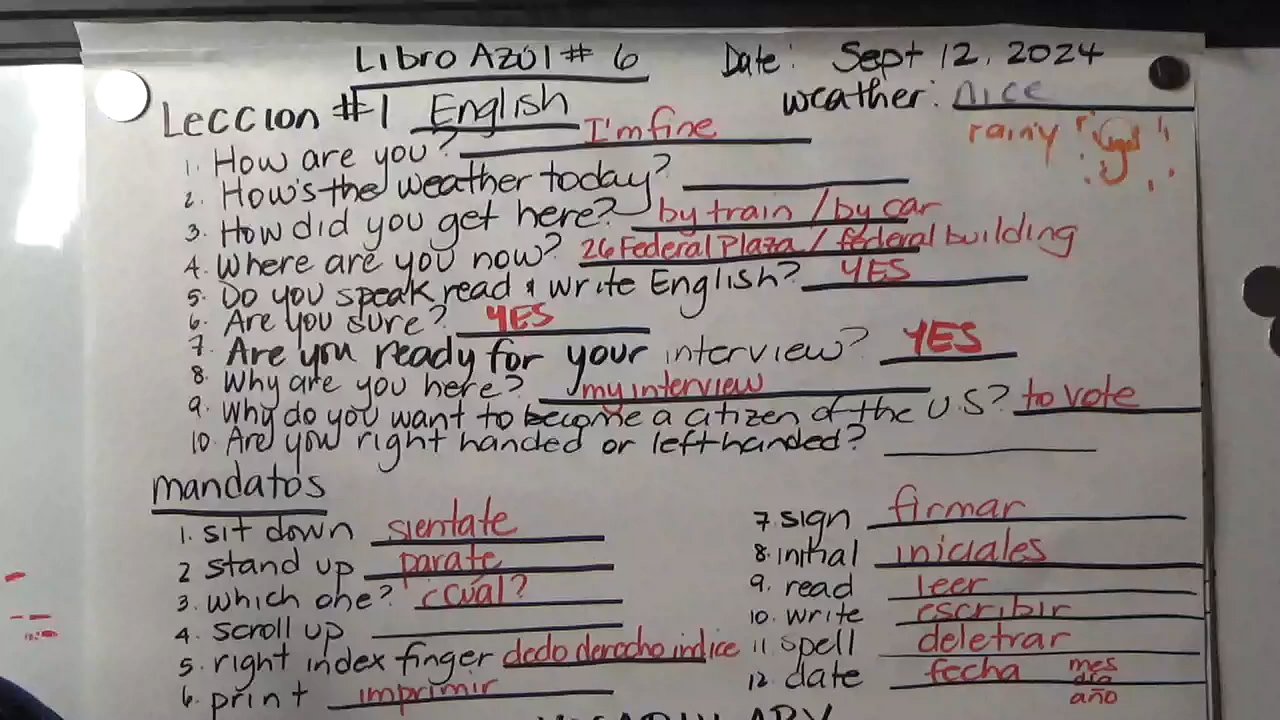 Libro Azúl # 6 Date: Sept 12, 2024
Leccion #1 English weather: nice
rainy
1. How are you? I'm fine
2. How's the weather today?
3. How did you get here? by train / by car
4. Where are you now? 26 Federal Plaza / federal building
5. Do you speak, read & write English? YES
6. Are you sure? YES
7. Are you ready for your interview? YES
8. Why are you here? my interview
9. Why do you want to become a citizen of the U.S? to vote
10. Are you right handed or left handed?
mandatos
1. sit down sientate
2 stand up parate
3. which one? ¿cuál?
4. scroll up
5. right index finger dedo derecho indice
6. print imprimir
7 sign firmar
8. initial iniciales
9. read leer
10. write escribir
11 spell deletrar
12. date fecha mes
día
año
VOCABULARY